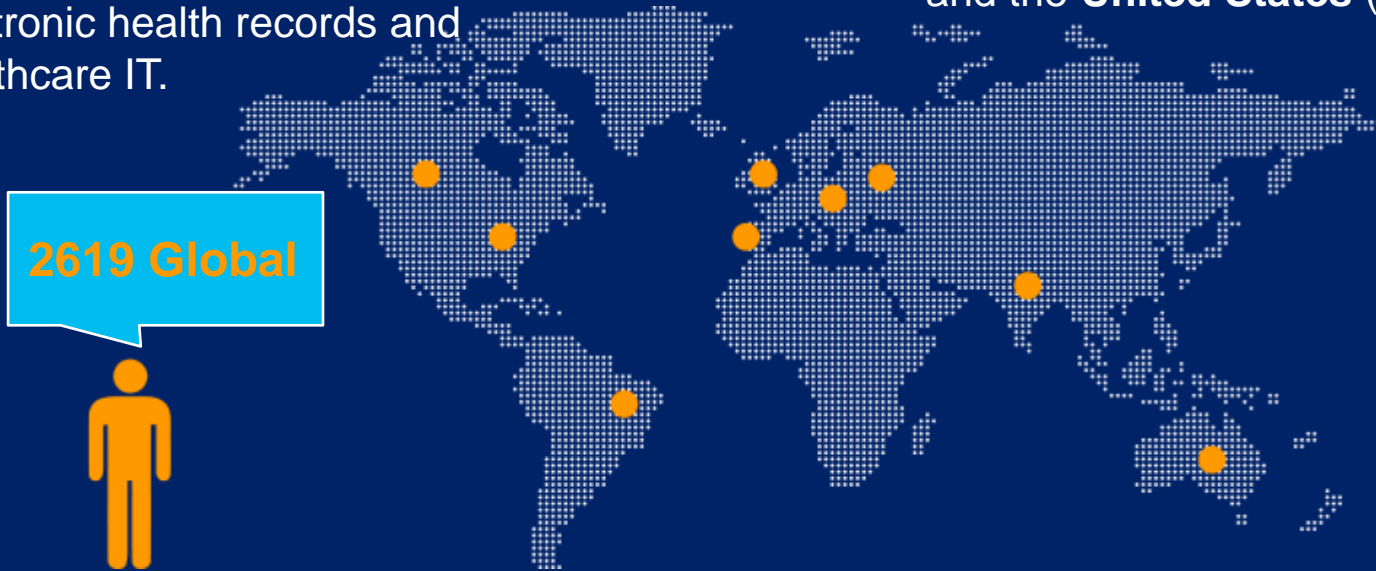 tronic health records and
thcare IT.
and the United States (
2619 Global